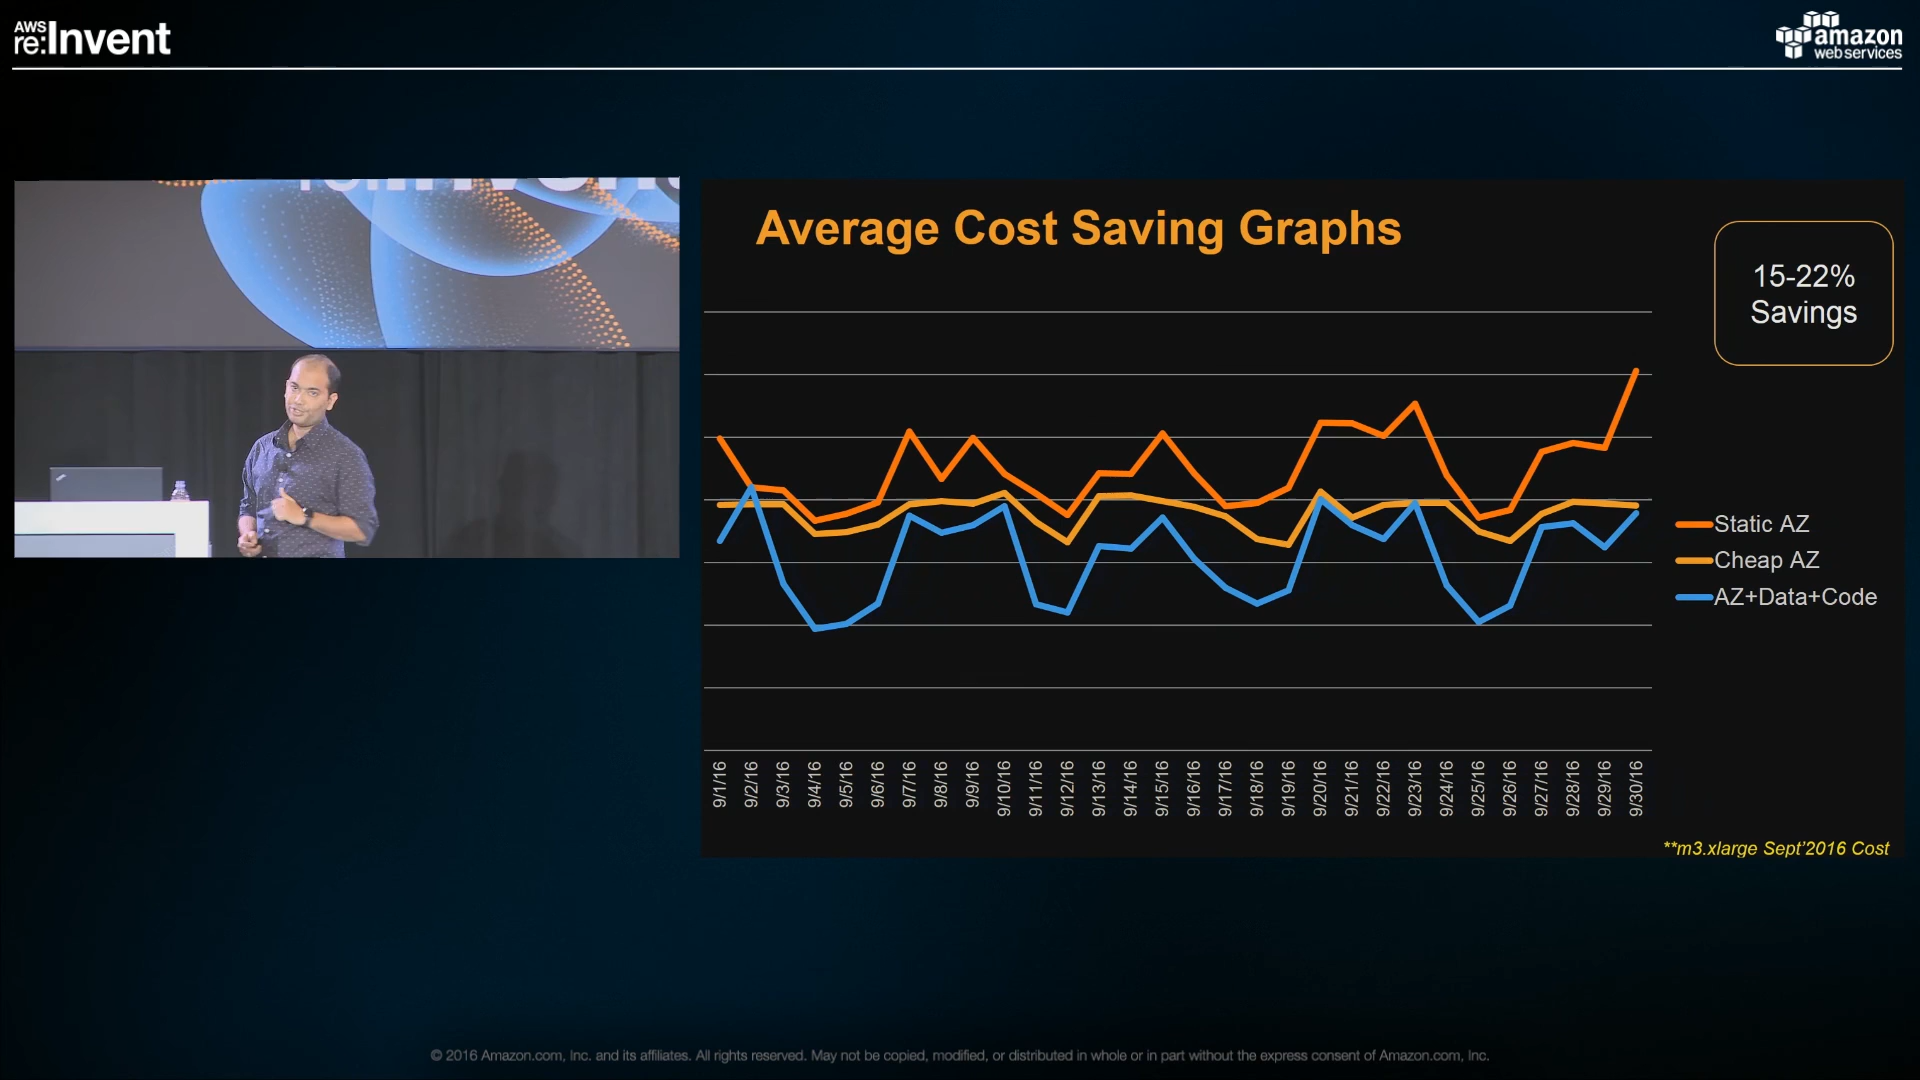 AWS
re:Invent
amazon
webservices
Average Cost Saving Graphs
15-22%
Savings
Static AZ
Cheap AZ
AZ+Data+Code
9/1/16
9/2/16
9/3/16
9/4/16
9/5/16
9/6/16
9/7/16
9/8/16
9/9/16
9/10/16
9/11/16
9/12/16
9/13/16
9/14/16
9/15/16
9/16/16
9/17/16
9/18/16
9/19/16
9/20/16
9/21/16
9/22/16
9/23/16
9/24/16
9/25/16
9/26/16
9/27/16
9/28/16
9/29/16
9/30/16
**m3.xlarge Sept'2016 Cost
© 2016 Amazon.com, Inc. and its affiliates. All rights reserved. May not be copied, modified, or distributed in whole or in part without the express consent of Amazon.com, Inc.